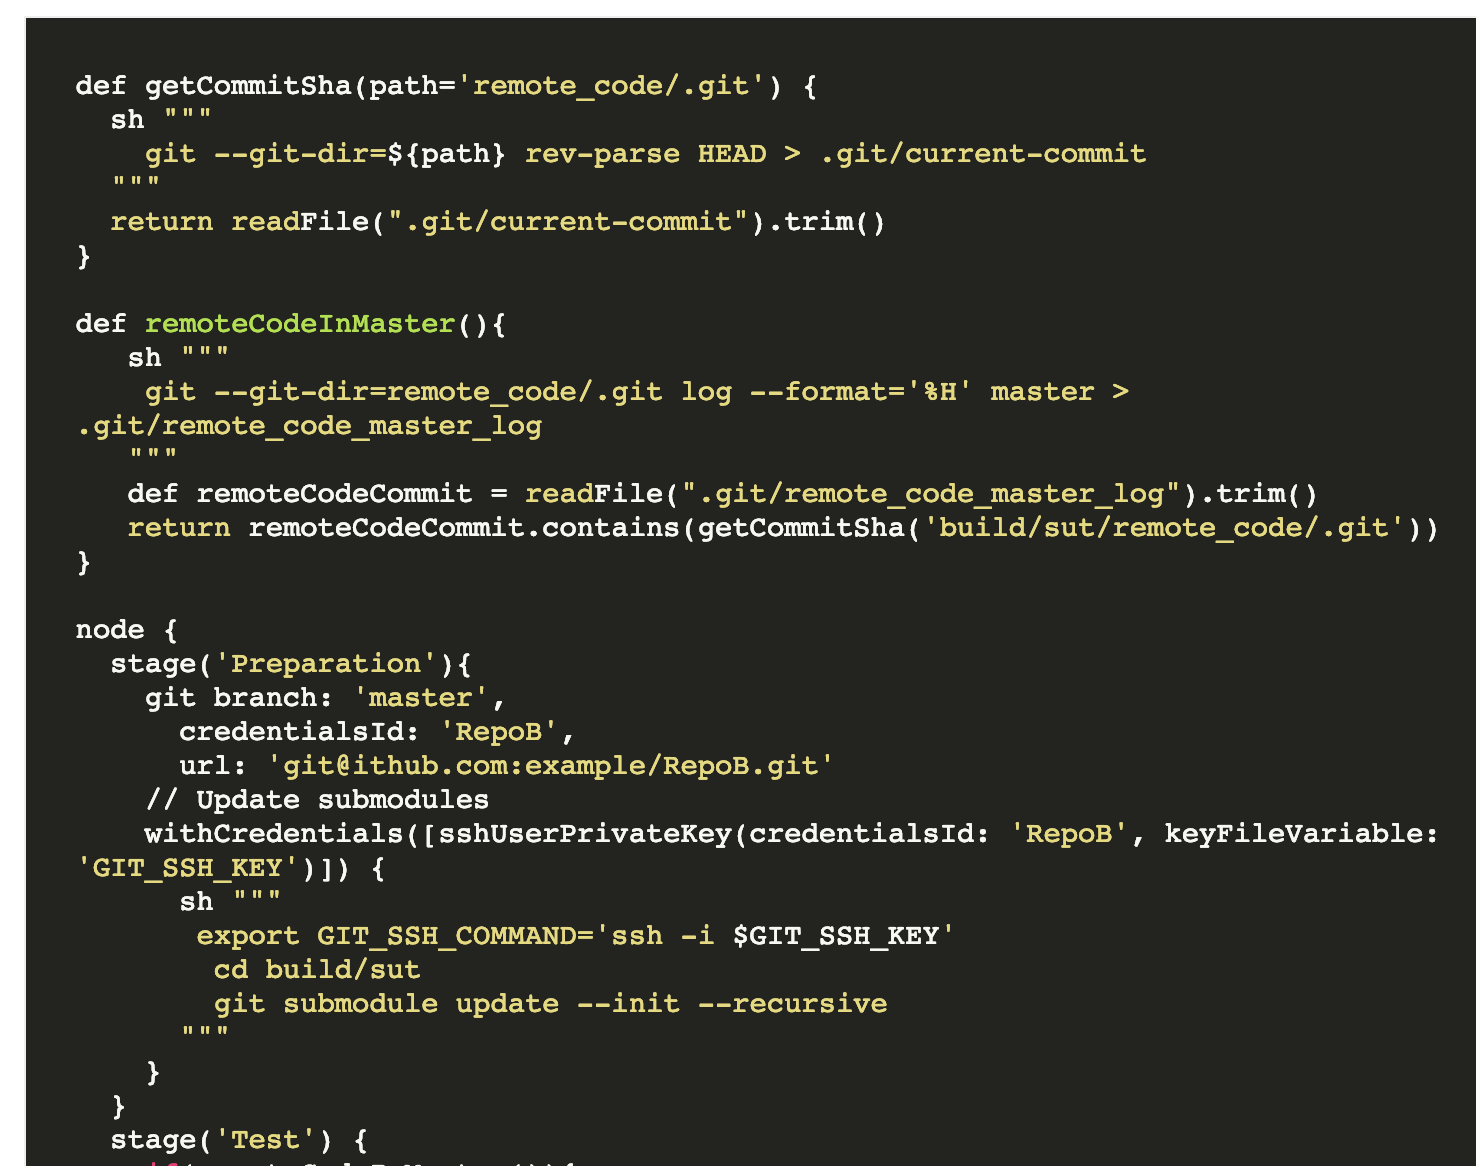 def getCommitSha(path='remote_code/.git') {
  sh """
    git --git-dir=${path} rev-parse HEAD > .git/current-commit
  """
  return readFile(".git/current-commit").trim()
}

def remoteCodeInMaster(){
   sh """
    git --git-dir=remote_code/.git log --format='%H' master >
.git/remote_code_master_log
   """
   def remoteCodeCommit = readFile(".git/remote_code_master_log").trim()
   return remoteCodeCommit.contains(getCommitSha('build/sut/remote_code/.git'))
}

node {
  stage('Preparation'){
    git branch: 'master',
      credentialsId: 'RepoB',
      url: 'git@ithub.com:example/RepoB.git'
    // Update submodules
    withCredentials([sshUserPrivateKey(credentialsId: 'RepoB', keyFileVariable:
'GIT_SSH_KEY')]) {
      sh """
       export GIT_SSH_COMMAND='ssh -i $GIT_SSH_KEY'
        cd build/sut
        git submodule update --init --recursive
      """
    }
  }
  stage('Test') {